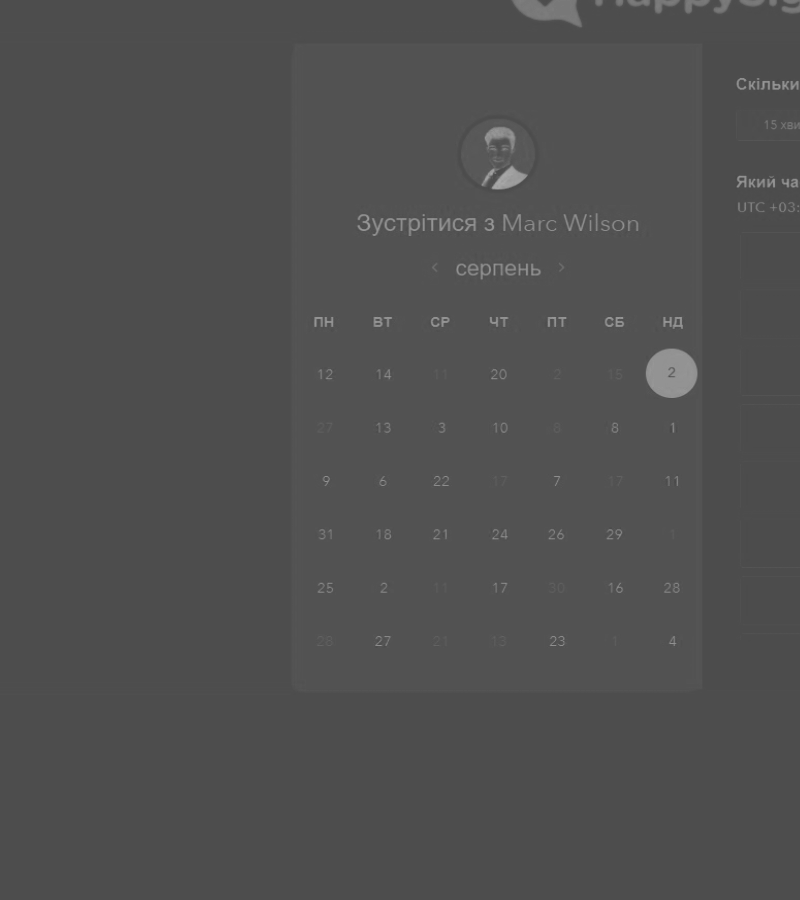 Зустрітися з Marc Wilson
серпень
ПН ВТ СР ЧТ ПТ СБ НД
12 14 11 20 2 15 2
27 13 3 10 8 8 1
9 6 22 17 7 17 11
31 18 21 24 26 29
25 2 11 17 30 16 28
28 27 21 13 23 1 4
Скільки
15 хви
Який ча
UTC +03: